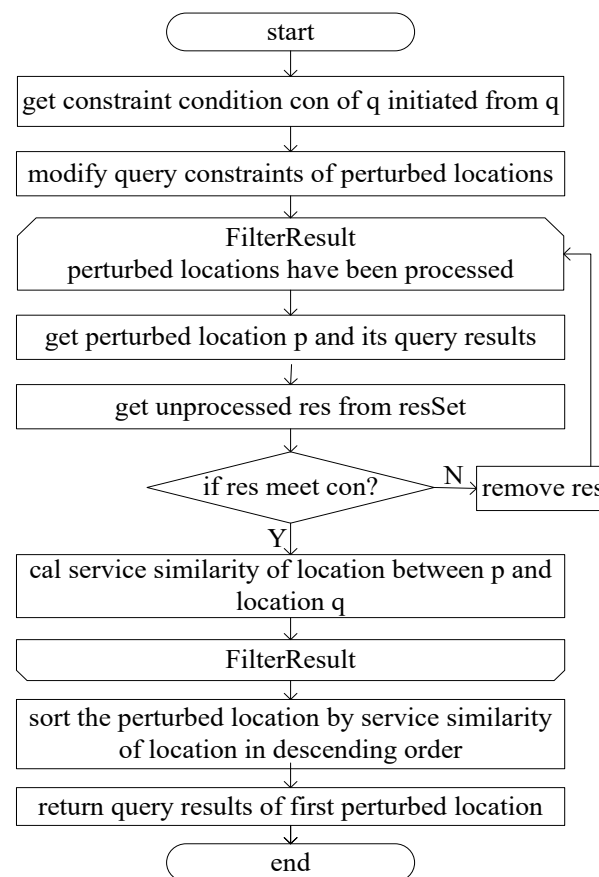 start
get constraint condition con of q initiated from q
modify query constraints of perturbed locations
FilterResult
perturbed locations have been processed
get perturbed location p and its query results
get unprocessed res from resSet
if res meet con?
N
remove res
Y
cal service similarity of location between p and
location q
FilterResult
sort the perturbed location by service similarity
of location in descending order
return query results of first perturbed location
end